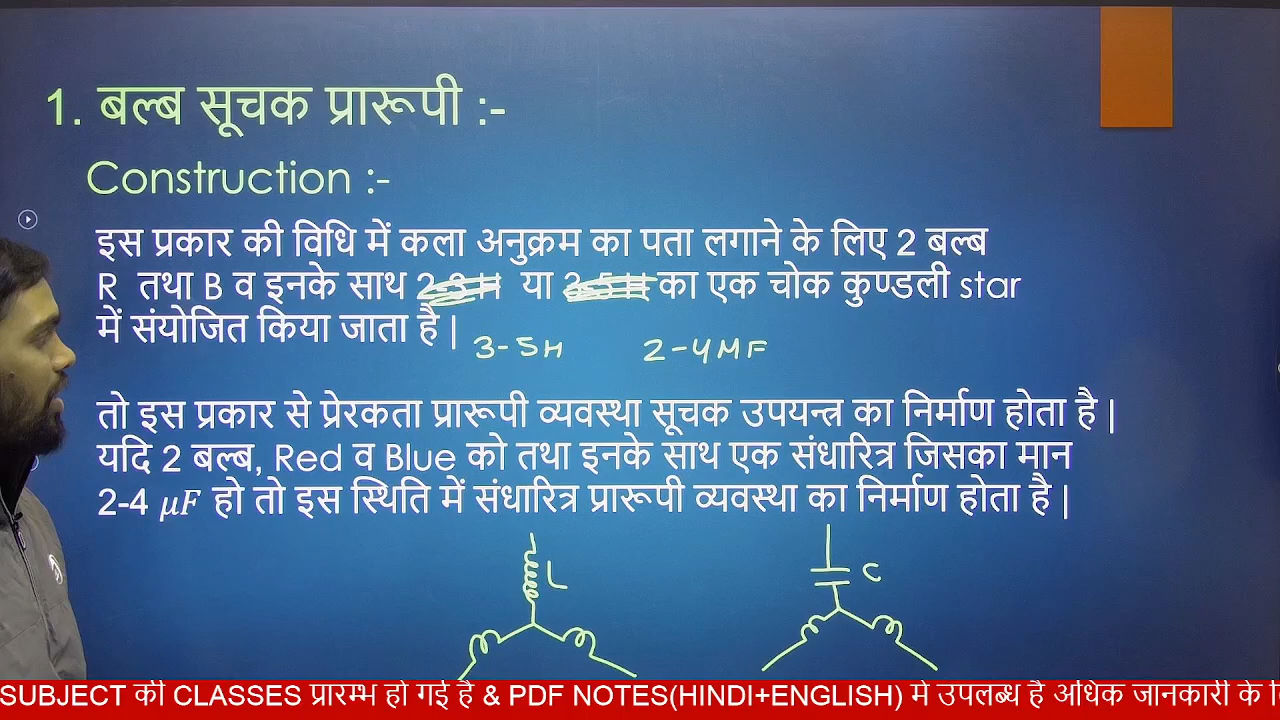 1. बल्ब सूचक प्रारूपी :-
Construction :-
इस प्रकार की विधि में कला अनुक्रम का पता लगाने के लिए 2 बल्ब
R तथा B व इनके साथ 2-3 H या का एक चोक कुण्डली star
में संयोजित किया जाता है |
3-5H 2-4MF
तो इस प्रकार से प्रेरकता प्रारूपी व्यवस्था सूचक उपयन्त्र का निर्माण होता है |
यदि 2 बल्ब, Red व Blue को तथा इनके साथ एक संधारित्र जिसका मान
2-4 μF हो तो इस स्थिति में संधारित्र प्रारूपी व्यवस्था का निर्माण होता है |
L C
SUBJECT की CLASSES प्रारम्भ हो गई है & PDF NOTES(HINDI+ENGLISH) में उपलब्ध है अधिक जानकारी के